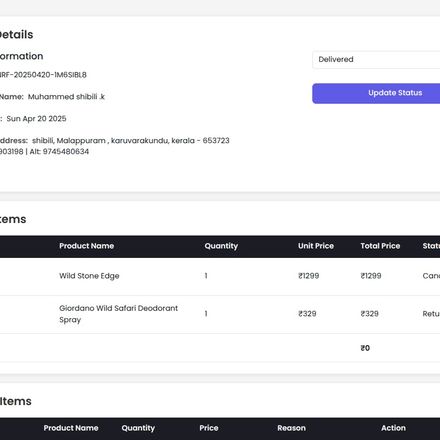 Details
ormation
NRF-20250420-1M6SIBL8
Delivered
Name: Muhammed shibili .k
Update Status
: Sun Apr 20 2025
ddress: shibili, Malappuram , karuvarakundu, kerala - 653723
903198 | Alt: 9745480634
tems
Product Name Quantity Unit Price Total Price Statu
Wild Stone Edge 1 ₹1299 ₹1299 Canc
Giordano Wild Safari Deodorant
Spray 1 ₹329 ₹329 Retu
₹0
Items
Product Name Quantity Price Reason Action